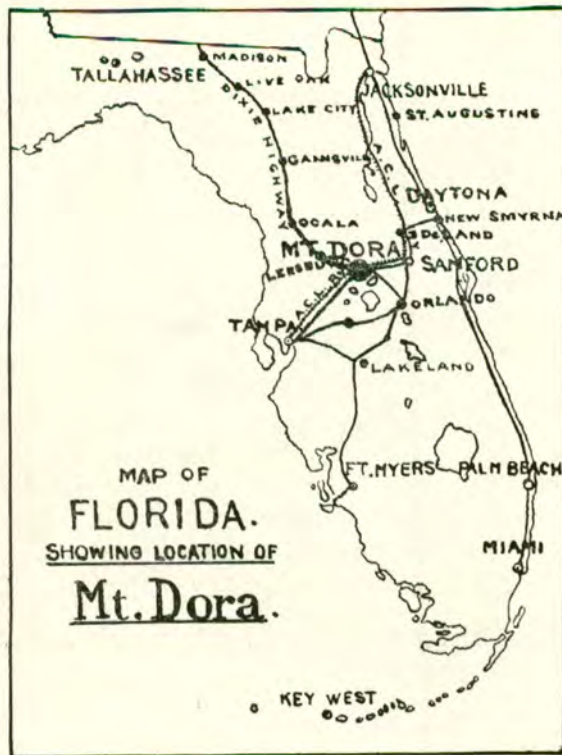 MADISON
TALLAHASSEE
LIVE OAK
JACKSONVILLE
DIXIE HIGHWAY
LAKE CITY
ST. AUGUSTINE
GAINSVILLE
A.C.L.
DAYTONA
NEW SMYRNA
OCALA
DELAND
MT. DORA
LEESBURG
SAMFORD
A.C.L. RY
ORLANDO
TAMPA
LAKELAND
FT. MYERS
PALM BEACH
MAP OF
FLORIDA.
SHOWING LOCATION OF
Mt. Dora.
MIAMI
KEY WEST